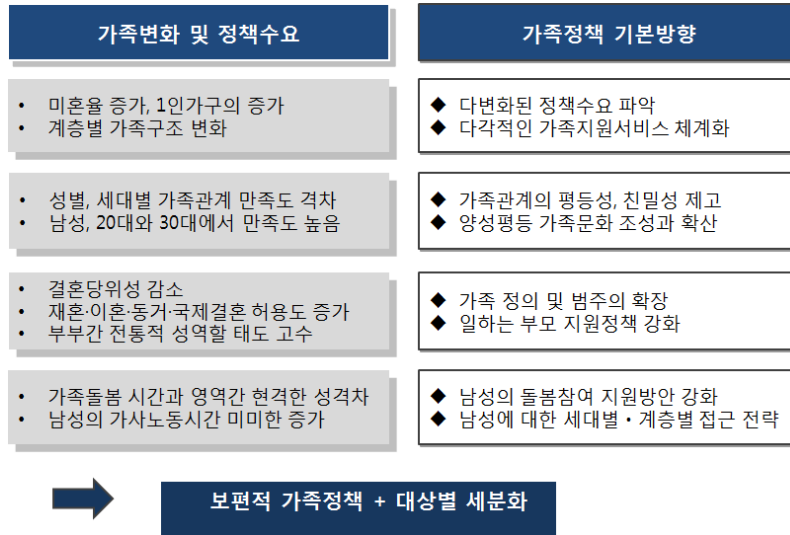 가족변화 및 정책수요
가족정책 기본방향
• 미혼율 증가, 1인가구의 증가
• 계층별 가족구조 변화
◆ 다변화된 정책수요 파악
◆ 다각적인 가족지원서비스 체계화
• 성별, 세대별 가족관계 만족도 격차
• 남성, 20대와 30대에서 만족도 높음
◆ 가족관계의 평등성, 친밀성 제고
◆ 양성평등 가족문화 조성과 확산
• 결혼당위성 감소
• 재혼·이혼·동거·국제결혼 허용도 증가
• 부부간 전통적 성역할 태도 고수
◆ 가족 정의 및 범주의 확장
◆ 일하는 부모 지원정책 강화
• 가족돌봄 시간과 영역간 현격한 성격차
• 남성의 가사노동시간 미미한 증가
◆ 남성의 돌봄참여 지원방안 강화
◆ 남성에 대한 세대별・계층별 접근 전략
보편적 가족정책 + 대상별 세분화